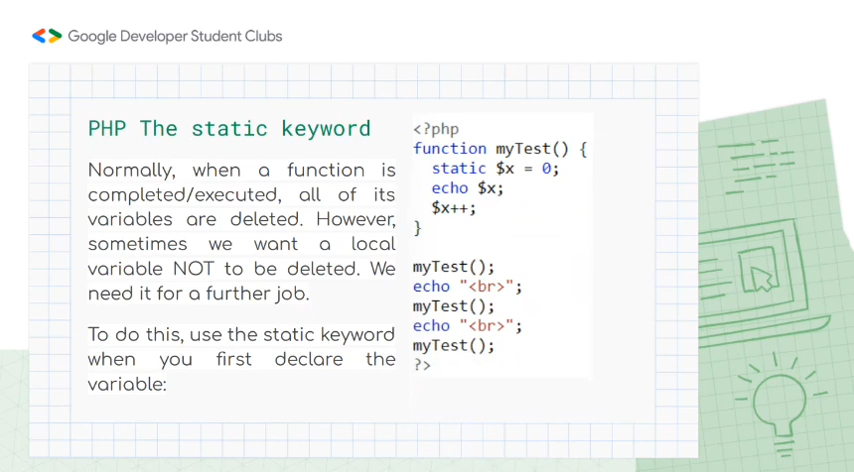 Google Developer Student Clubs
PHP The static keyword
Normally, when a function is
completed/executed, all of its
variables are deleted. However,
sometimes we want a local
variable NOT to be deleted. We
need it for a further job.
To do this, use the static keyword
when you first declare the
variable:
<?php
function myTest() {
  static $x = 0;
  echo $x;
  $x++;
}
myTest();
echo "<br>";
myTest();
echo "<br>";
myTest();
?>